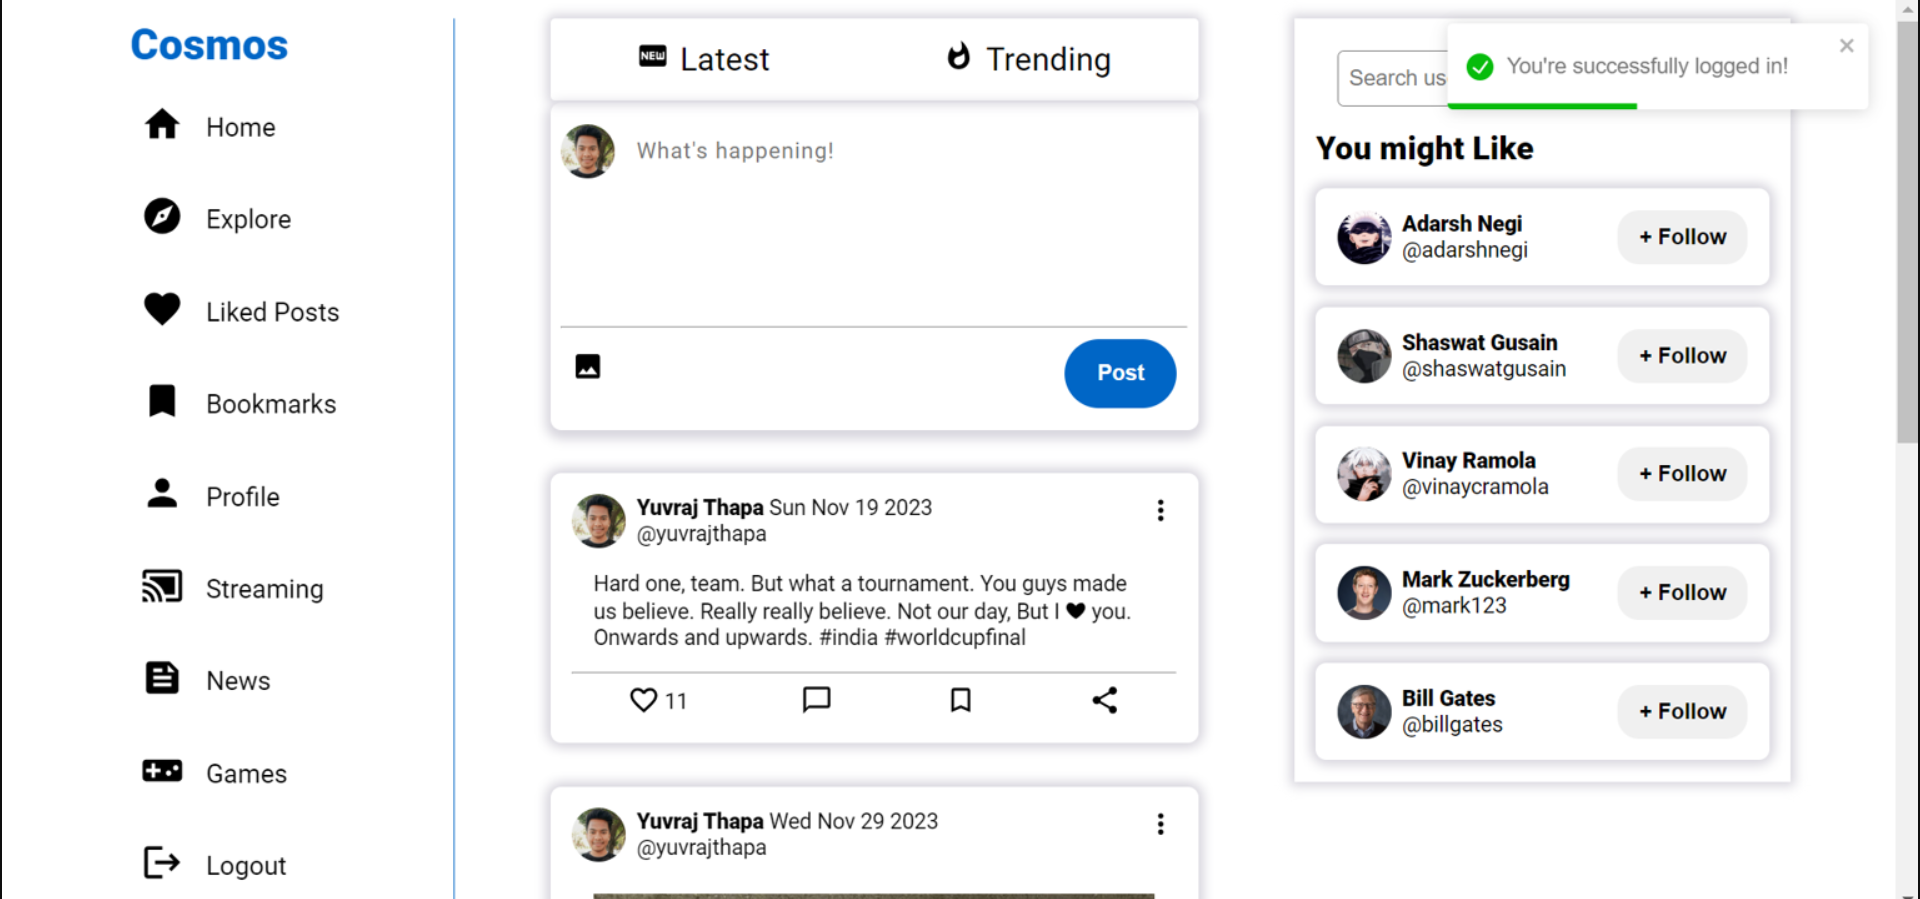 Cosmos
Home
Explore
Liked Posts
Bookmarks
Profile
Streaming
News
Games
Logout
NEW Latest
Trending
What's happening!
Post
Yuvraj Thapa Sun Nov 19 2023
@yuvrajthapa
Hard one, team. But what a tournament. You guys made
us believe. Really really believe. Not our day, But I 🖤 you.
Onwards and upwards. #india #worldcupfinal
11
Yuvraj Thapa Wed Nov 29 2023
@yuvrajthapa
Search us
You're successfully logged in!
You might Like
Adarsh Negi
@adarshnegi
+ Follow
Shaswat Gusain
@shaswatgusain
+ Follow
Vinay Ramola
@vinaycramola
+ Follow
Mark Zuckerberg
@mark123
+ Follow
Bill Gates
@billgates
+ Follow